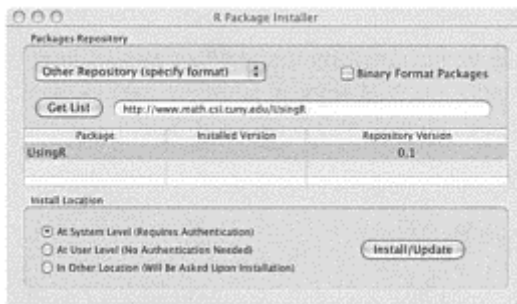 R Package Installer
Packages Repository
Other Repository (specify format)
Binary Format Packages
Get List
http://www.math.csi.cuny.edu/UsingR
Package Installed Version Repository Version
UsingR 0.1
Install Location
At System Level (Requires Authentication)
At User Level (No Authentication Needed)
In Other Location (Will Be Asked Upon Installation)
Install/Update